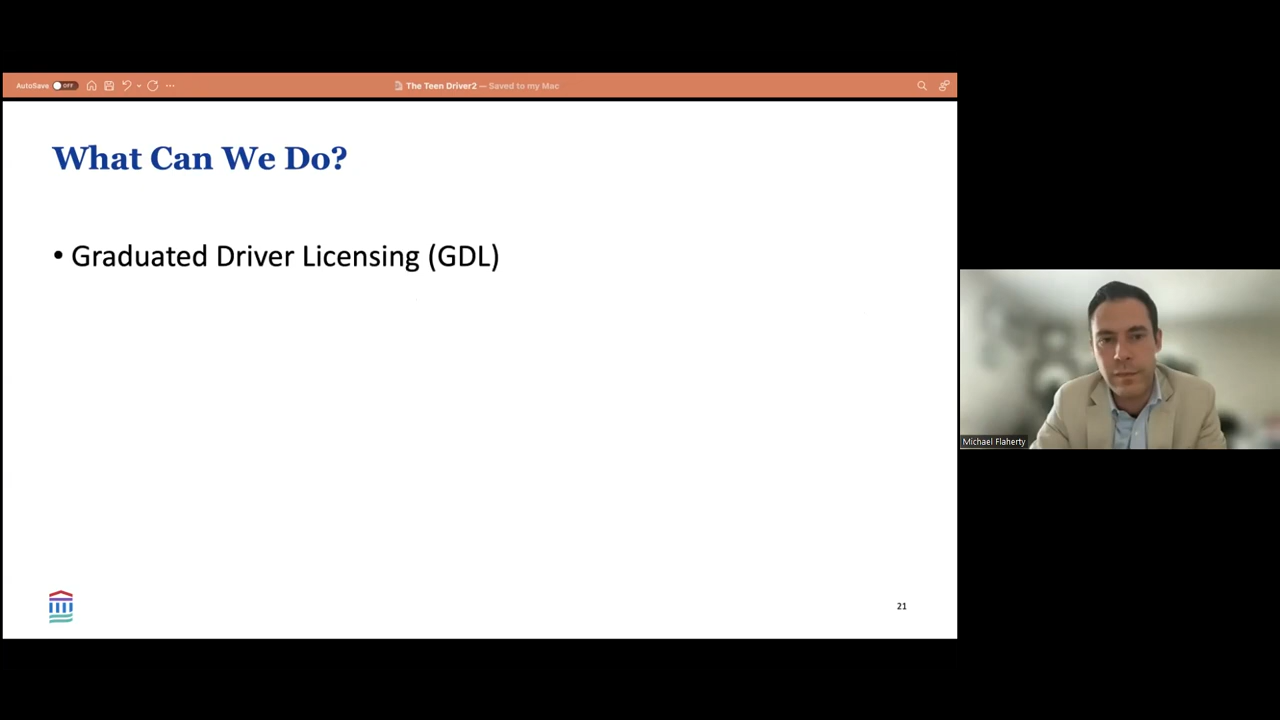 AutoSave OFF
The Teen Driver2 — Saved to my Mac
What Can We Do?
• Graduated Driver Licensing (GDL)
Michael Flaherty
21